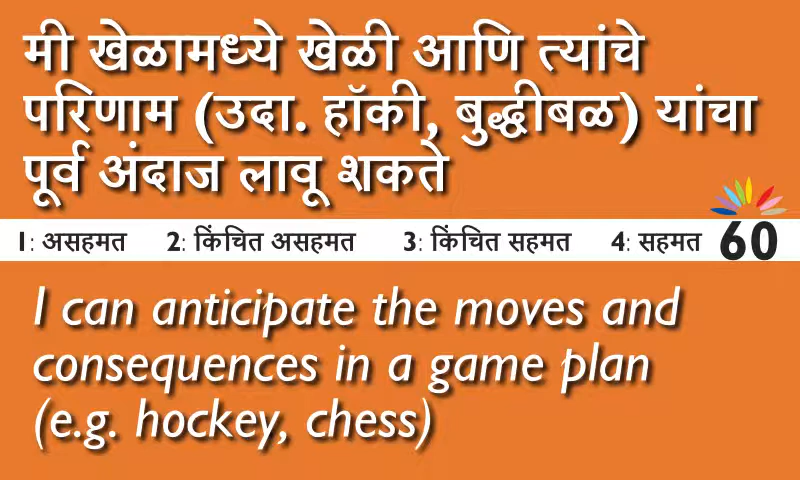 मी खेळामध्ये खेळी आणि त्यांचे
परिणाम (उदा. हॉकी, बुद्धीबळ) यांचा
पूर्व अंदाज लावू शकते
1: असहमत 2: किंचित असहमत 3: किंचित सहमत 4: सहमत 60
I can anticipate the moves and
consequences in a game plan
(e.g. hockey, chess)